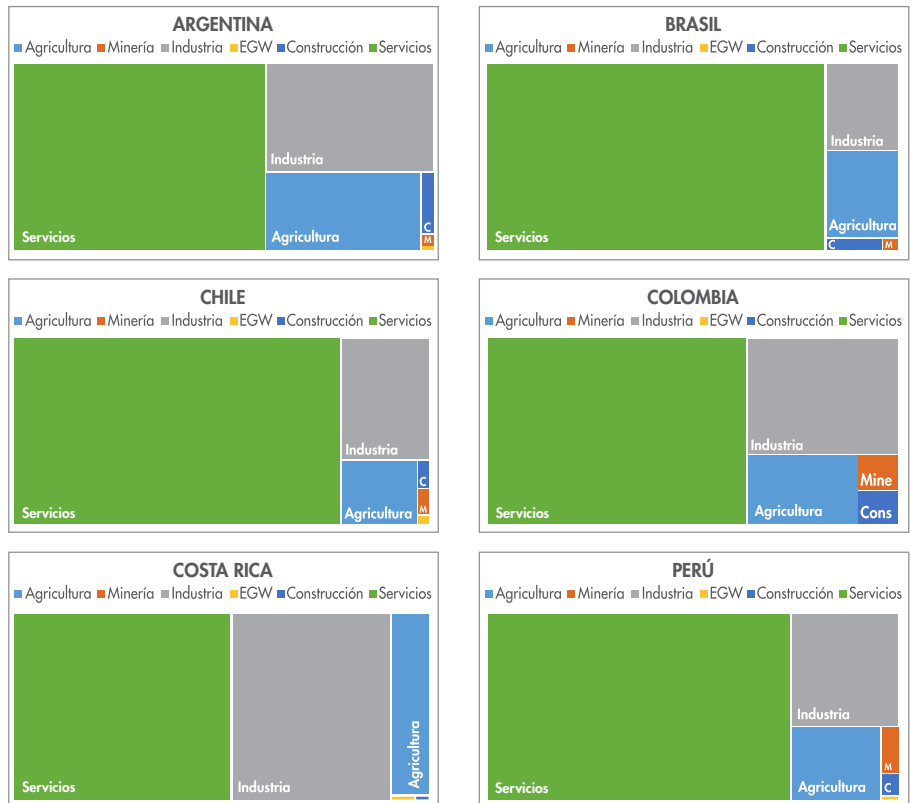 ARGENTINA
Agricultura Minería Industria EGW Construcción Servicios
Industria
C
Servicios
Agricultura
M
BRASIL
Agricultura Minería Industria EGW Construcción Servicios
Industria
Agricultura
Servicios
C
M
CHILE
Agricultura Minería Industria EGW Construcción Servicios
Industria
C
Servicios
Agricultura
M
COLOMBIA
Agricultura Minería Industria EGW Construcción Servicios
Industria
Mine
Servicios
Agricultura
Cons
COSTA RICA
Agricultura Minería Industria EGW Construcción Servicios
Agricultura
Servicios
Industria
PERÚ
Agricultura Minería Industria EGW Construcción Servicios
Industria
M
Servicios
Agricultura
C